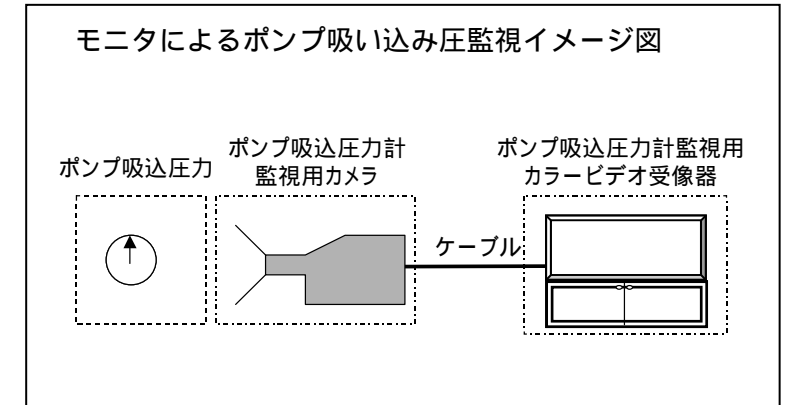 モニタによるポンプ吸い込み圧監視イメージ図
ポンプ吸込圧力
ポンプ吸込圧力計
監視用カメラ
ケーブル
ポンプ吸込圧力計監視用
カラービデオ受像器